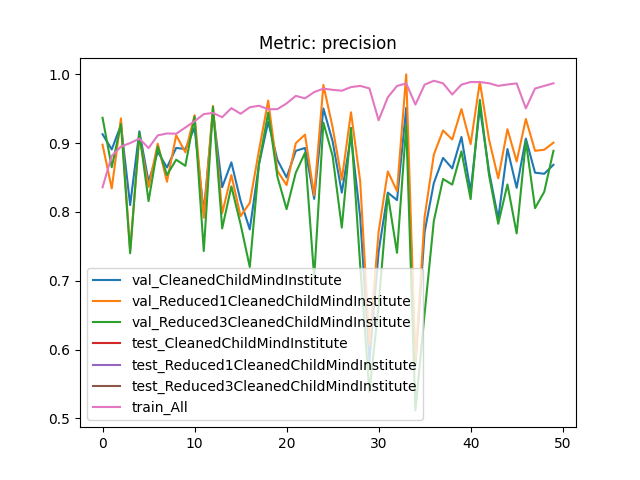 Metric: precision
1.0
0.9
0.8
0.7
0.6
0.5
val_CleanedChildMindInstitute
val_Reduced1CleanedChildMindInstitute
val_Reduced3CleanedChildMindInstitute
test_CleanedChildMindInstitute
test_Reduced1CleanedChildMindInstitute
test_Reduced3CleanedChildMindInstitute
train_All
0 10 20 30 40 50